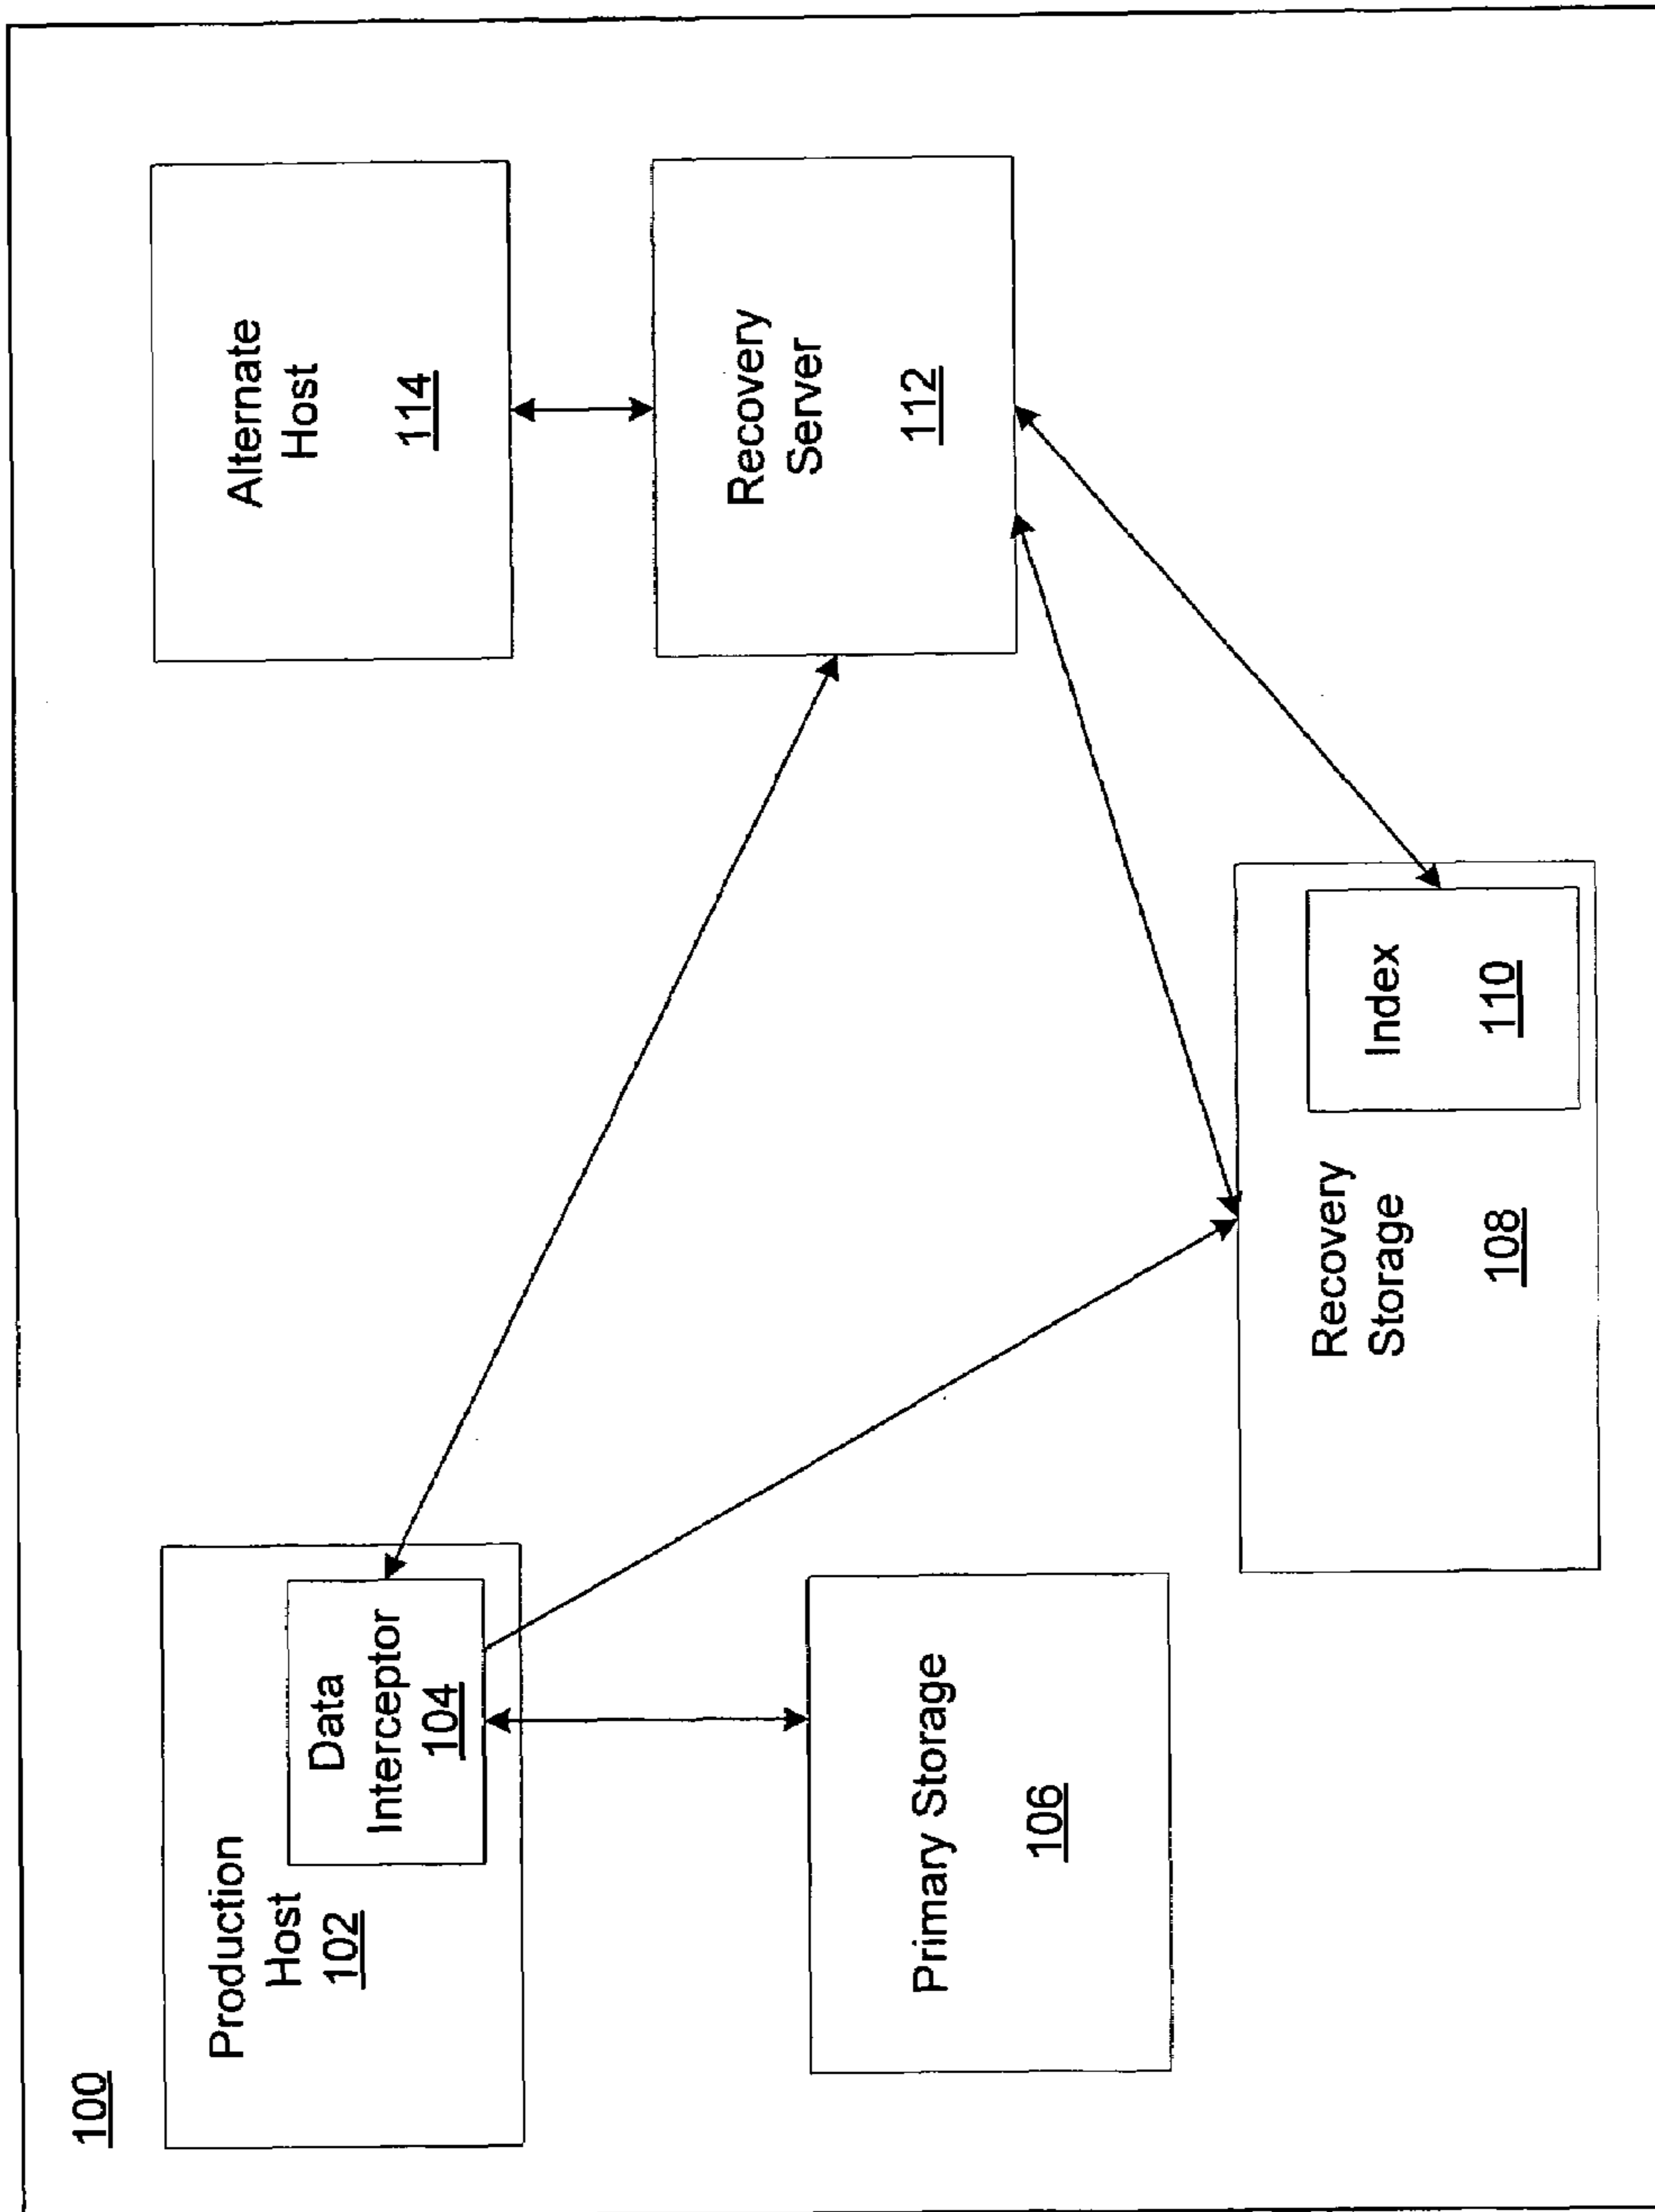 100
Production
Host
102
Data
Interceptor
104
Primary Storage
106
Recovery
Storage
108
Index
110
Alternate
Host
114
Recovery
Server
112